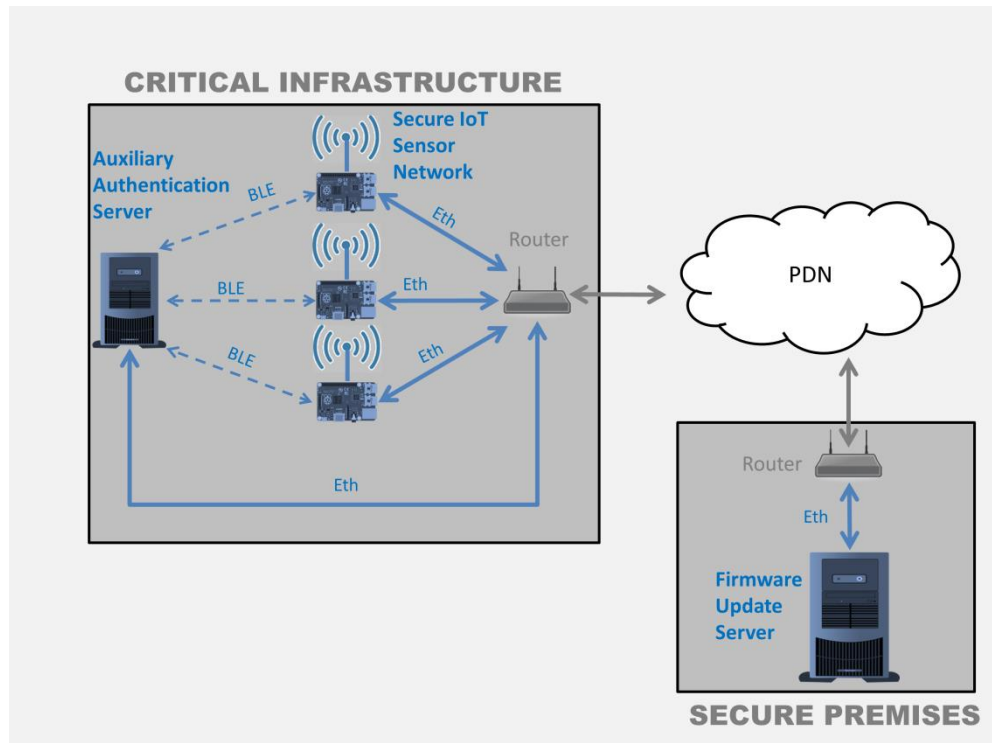 CRITICAL INFRASTRUCTURE
Secure IoT
Sensor
Network
Auxiliary
Authentication
Server
BLE
Eth
Router
BLE
Eth
PDN
BLE
Eth
Eth
Router
Eth
Firmware
Update
Server
SECURE PREMISES